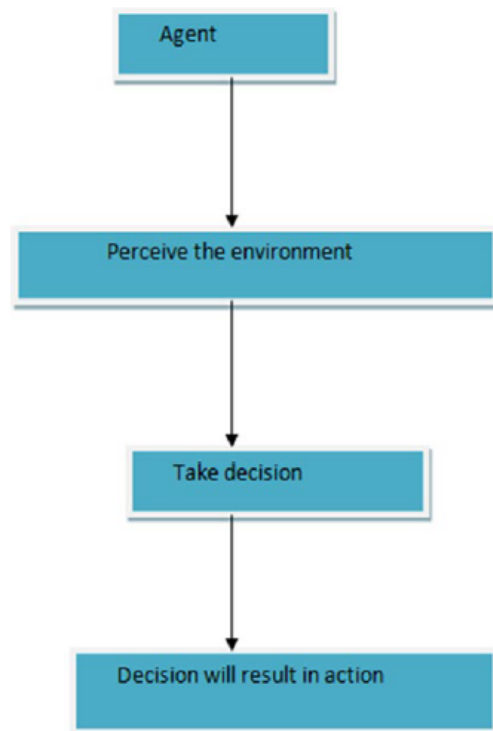 Agent
Perceive the environment
Take decision
Decision will result in action